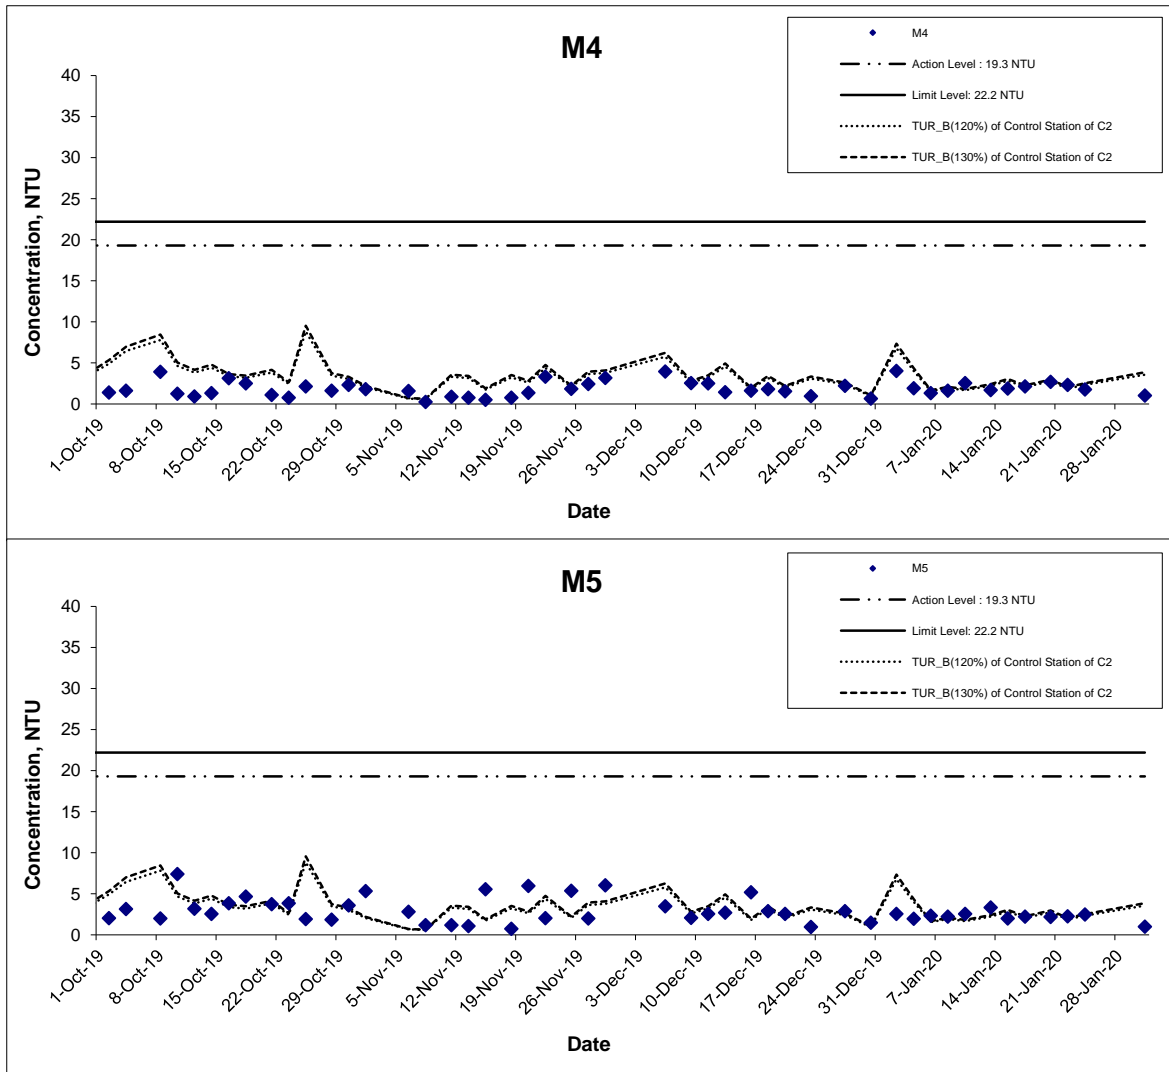 M4
M4
Action Level : 19.3 NTU
Limit Level: 22.2 NTU
TUR_B(120%) of Control Station of C2
TUR_B(130%) of Control Station of C2
Concentration, NTU
40
35
30
25
20
15
10
5
0
1-Oct-19
8-Oct-19
15-Oct-19
22-Oct-19
29-Oct-19
5-Nov-19
12-Nov-19
19-Nov-19
26-Nov-19
3-Dec-19
10-Dec-19
17-Dec-19
24-Dec-19
31-Dec-19
7-Jan-20
14-Jan-20
21-Jan-20
28-Jan-20
Date
M5
M5
Action Level : 19.3 NTU
Limit Level: 22.2 NTU
TUR_B(120%) of Control Station of C2
TUR_B(130%) of Control Station of C2
Concentration, NTU
40
35
30
25
20
15
10
5
0
1-Oct-19
8-Oct-19
15-Oct-19
22-Oct-19
29-Oct-19
5-Nov-19
12-Nov-19
19-Nov-19
26-Nov-19
3-Dec-19
10-Dec-19
17-Dec-19
24-Dec-19
31-Dec-19
7-Jan-20
14-Jan-20
21-Jan-20
28-Jan-20
Date